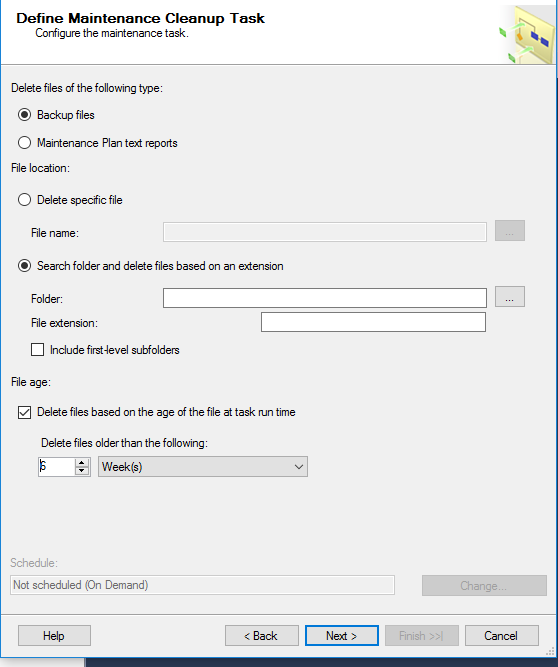 Define Maintenance Cleanup Task
Configure the maintenance task.
Delete files of the following type:
Backup files
Maintenance Plan text reports
File location:
Delete specific file
File name:
...
Search folder and delete files based on an extension
Folder:
...
File extension:
Include first-level subfolders
File age:
Delete files based on the age of the file at task run time
Delete files older than the following:
6 Week(s)
Schedule:
Not scheduled (On Demand)
Change...
Help < Back Next > Finish >>| Cancel